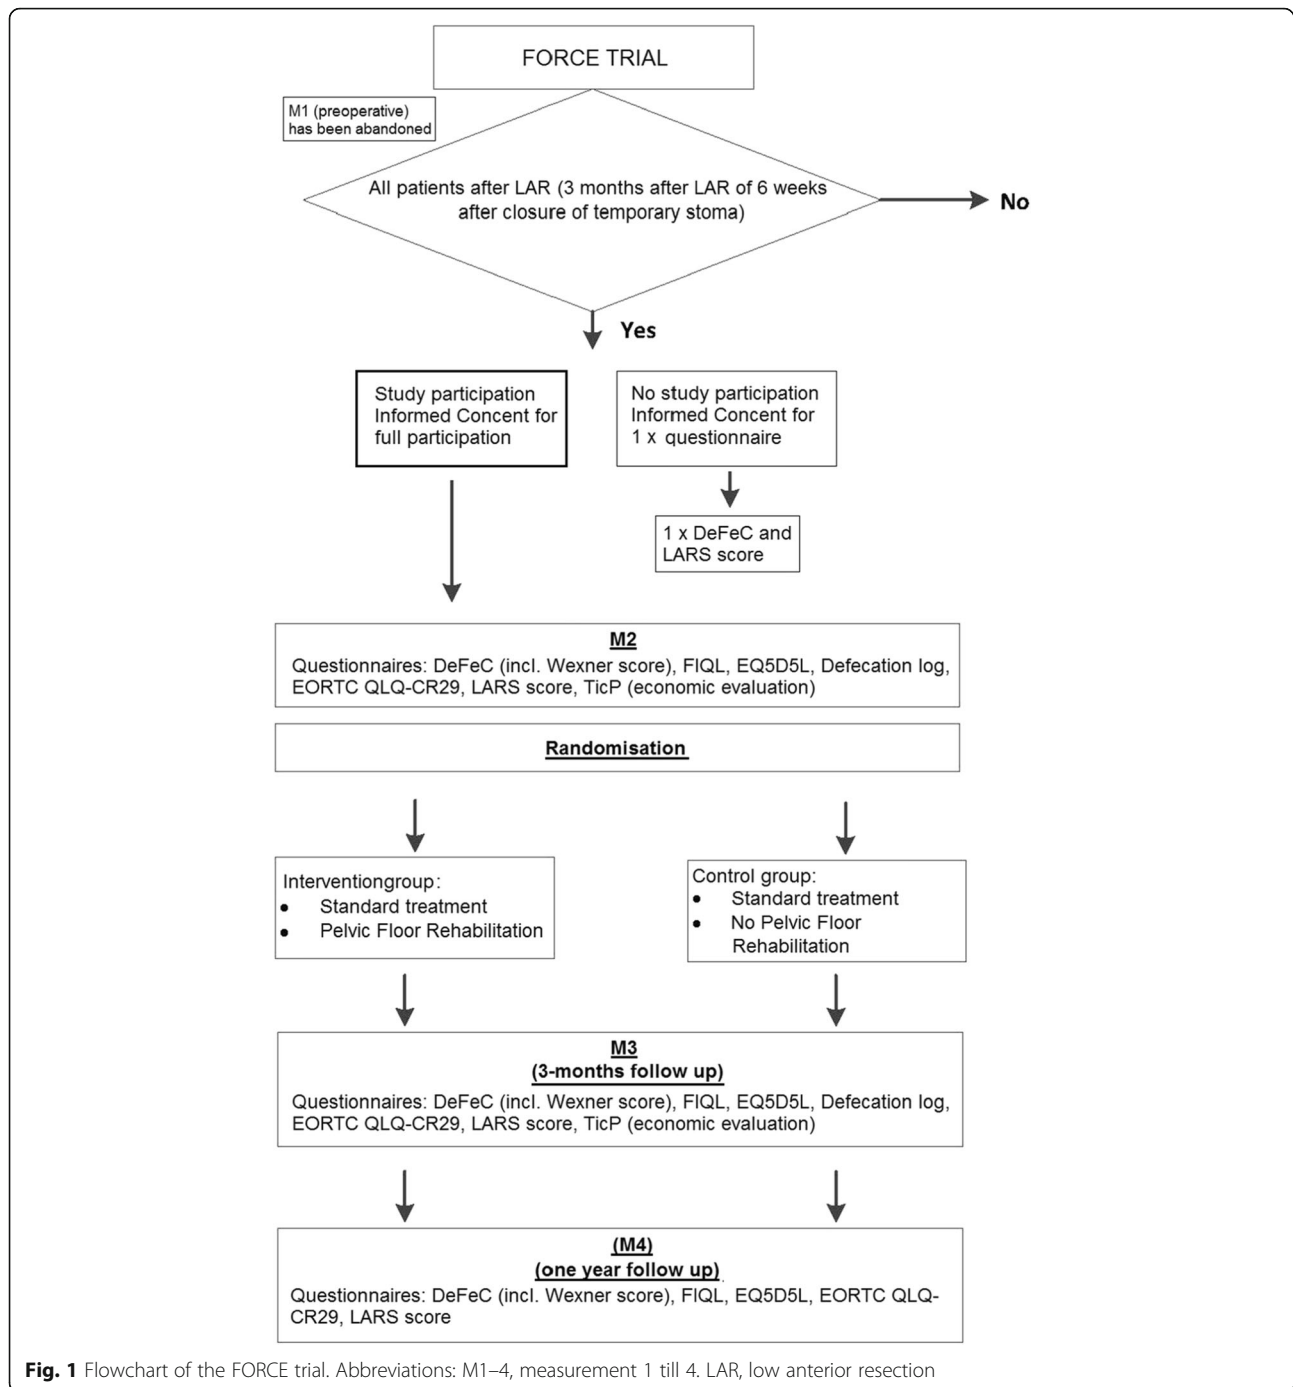 FORCE TRIAL
M1 (preoperative)
has been abandoned
All patients after LAR (3 months after LAR of 6 weeks
after closure of temporary stoma)
No
Yes
Study participation
Informed Concent for
full participation
No study participation
Informed Concent for
1 x questionnaire
1 x DeFeC and
LARS score
M2
Questionnaires: DeFeC (incl. Wexner score), FIQL, EQ5D5L, Defecation log,
EORTC QLQ-CR29, LARS score, TicP (economic evaluation)
Randomisation
Interventiongroup:
• Standard treatment
• Pelvic Floor Rehabilitation
Control group:
• Standard treatment
• No Pelvic Floor
Rehabilitation
M3
(3-months follow up)
Questionnaires: DeFeC (incl. Wexner score), FIQL, EQ5D5L, Defecation log,
EORTC QLQ-CR29, LARS score, TicP (economic evaluation)
(M4)
(one year follow up)
Questionnaires: DeFeC (incl. Wexner score), FIQL, EQ5D5L, EORTC QLQ-
CR29, LARS score
Fig. 1 Flowchart of the FORCE trial. Abbreviations: M1–4, measurement 1 till 4. LAR, low anterior resection